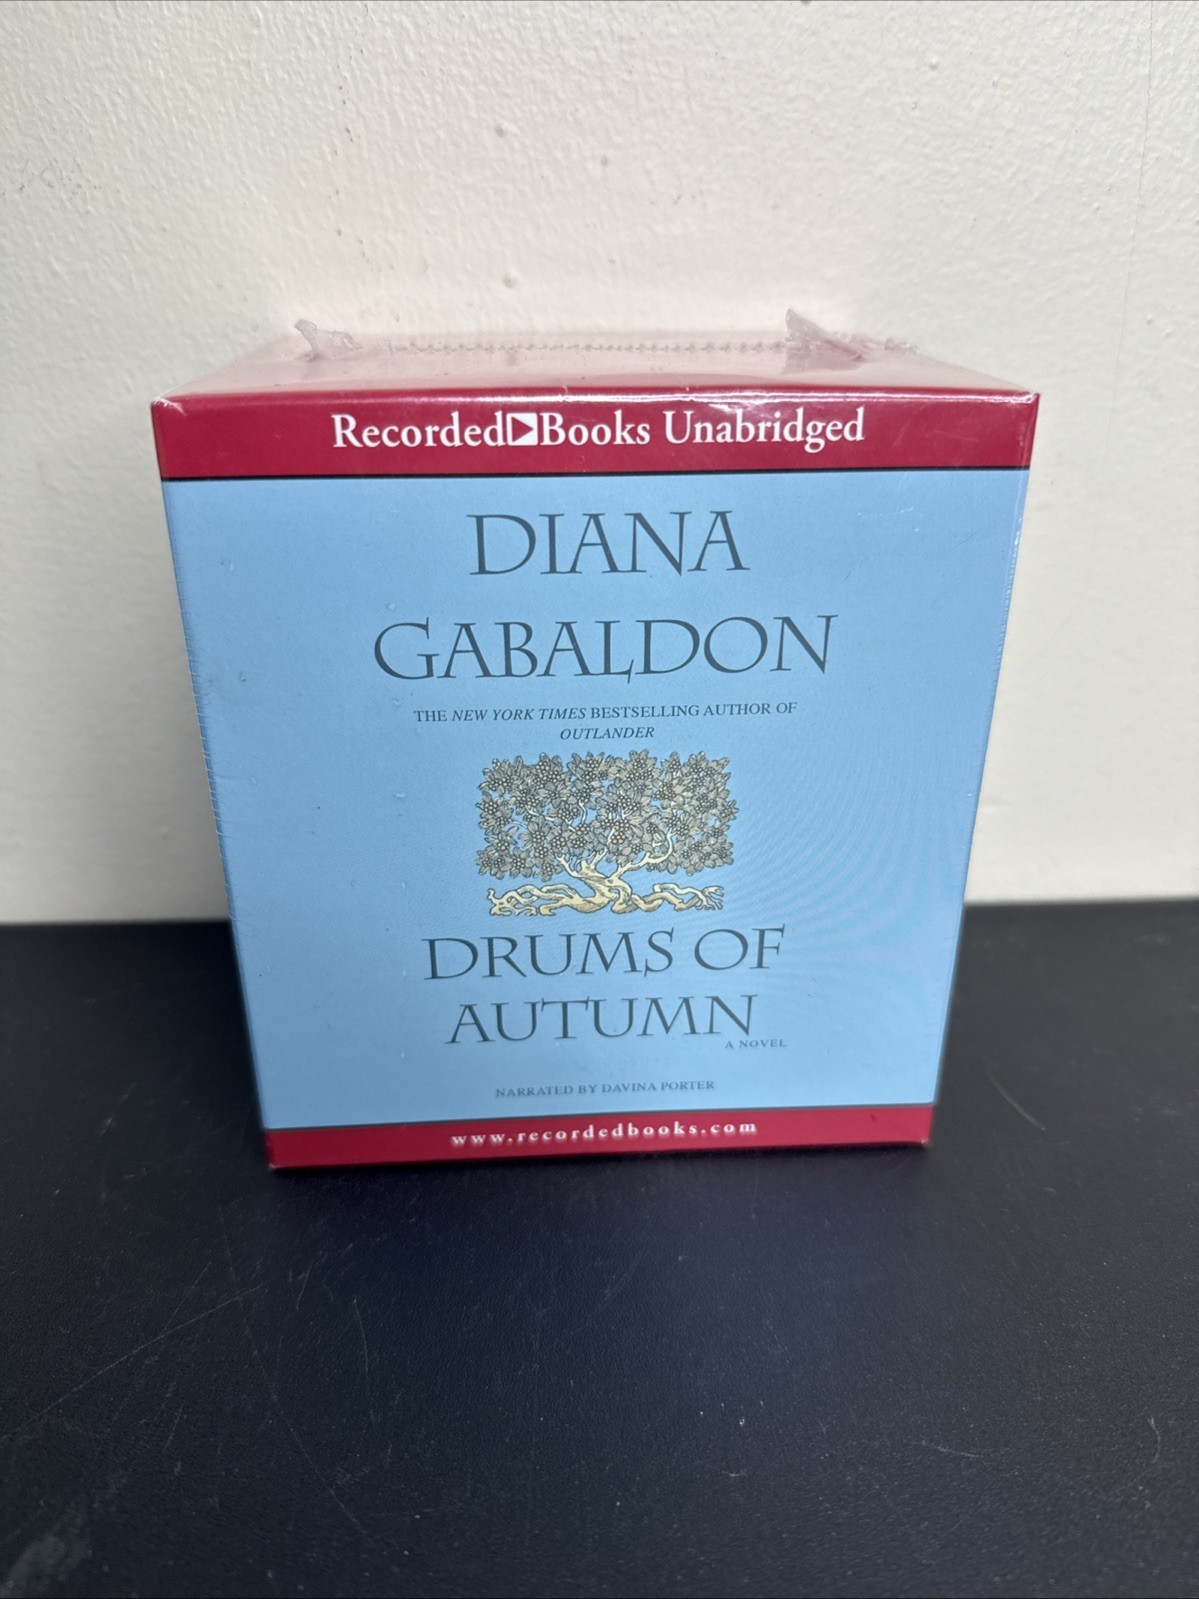 Recorded Books Unabridged
DIANA
GABALDON
THE NEW YORK TIMES BESTSELLING AUTHOR OF
OUTLANDER
DRUMS OF
AUTUMN
A NOVEL
NARRATED BY DAVINA PORTER
www.recordedbooks.com